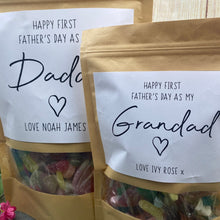 HAPPY FIRST
FATHER'S DAY AS MY
LOVE NOAH JAMES
HAPPY FIRST
FATHER'S DAY AS MY
Grandad
LOVE IVY ROSE x